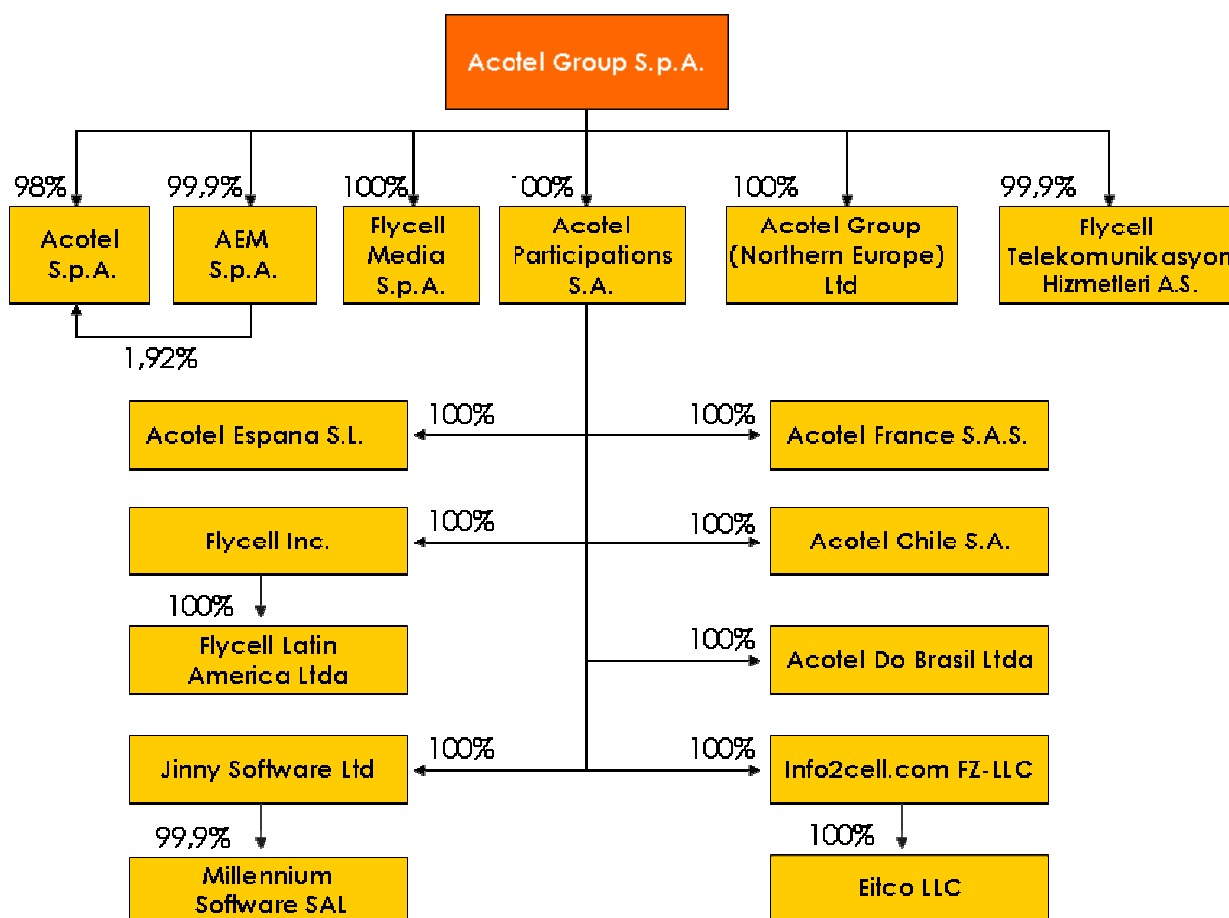 Acotel Group S.p.A.
98%
99,9%
100%
100%
100%
99,9%
Acotel
S.p.A.
AEM
S.p.A.
Flycell
Media
S.p.A.
Acotel
Participations
S.A.
Acotel Group
(Northern Europe)
Ltd
Flycell
Telekomunikasyon
Hizmetleri A.S.
1,92%
100%
100%
Acotel Espana S.L.
Acotel France S.A.S.
100%
100%
Flycell Inc.
Acotel Chile S.A.
100%
Flycell Latin
America Ltda
100%
Acotel Do Brasil Ltda
100%
100%
Jinny Software Ltd
Info2cell.com FZ-LLC
99,9%
100%
Millennium
Software SAL
Eitco LLC